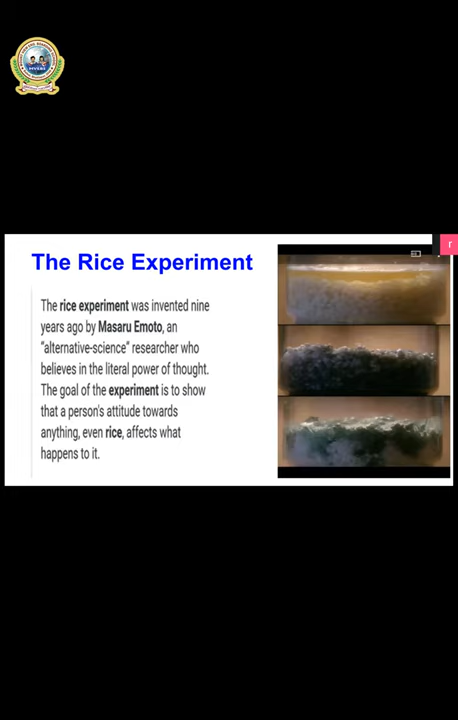 The Rice Experiment
The rice experiment was invented nine
years ago by Masaru Emoto, an
"alternative-science" researcher who
believes in the literal power of thought.
The goal of the experiment is to show
that a person's attitude towards
anything, even rice, affects what
happens to it.
r